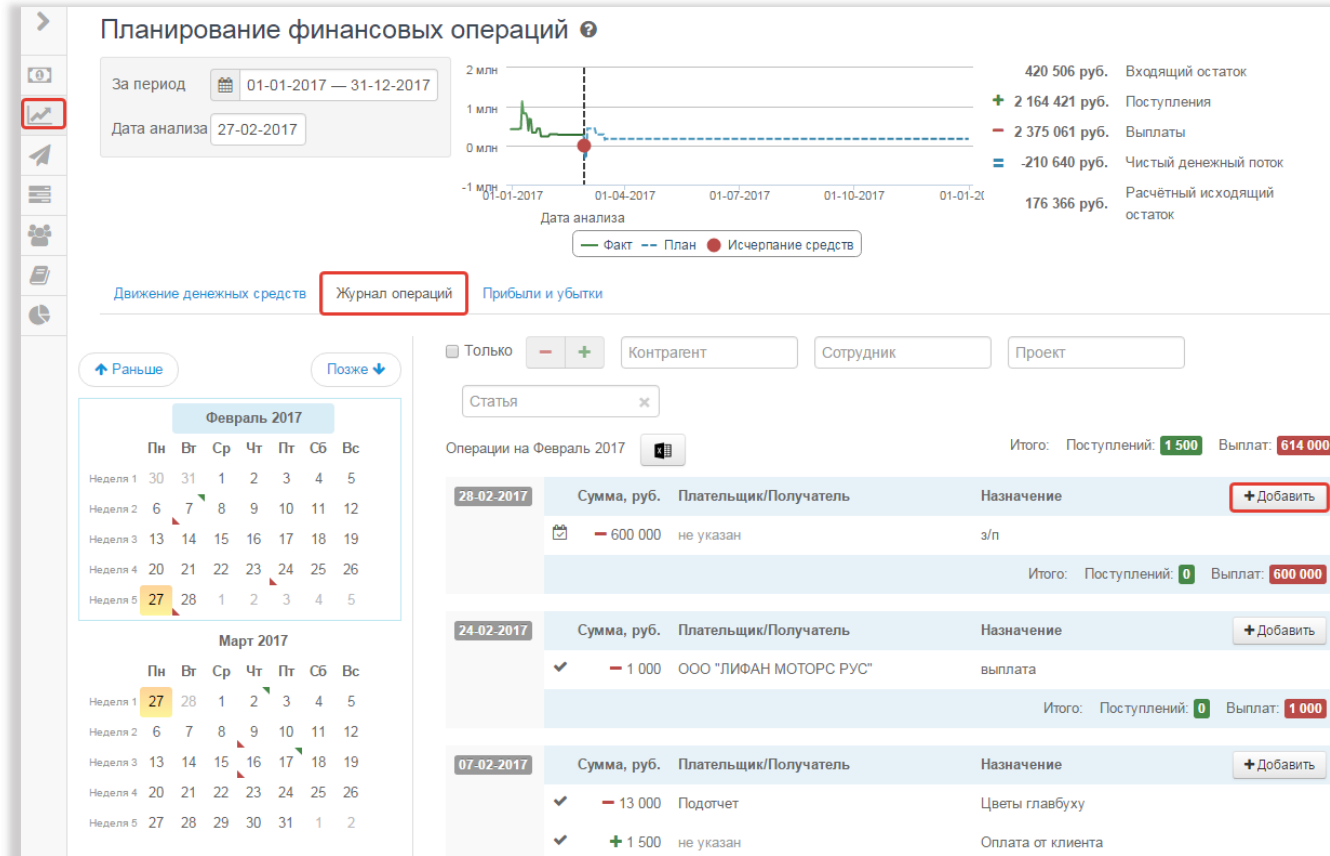 Планирование финансовых операций
За период 01-01-2017 — 31-12-2017
Дата анализа 27-02-2017
2 млн
1 млн
0 млн
-1 млн
01-01-2017 01-04-2017 01-07-2017 01-10-2017 01-01-20
Дата анализа
Факт План Исчерпание средств
420 506 руб. Входящий остаток
+ 2 164 421 руб. Поступления
− 2 375 061 руб. Выплаты
= -210 640 руб. Чистый денежный поток
176 366 руб. Расчётный исходящий
остаток
Движение денежных средств Журнал операций Прибыли и убытки
Раньше Позже
Февраль 2017
Пн Вт Ср Чт Пт Сб Вс
Неделя 1 30 31 1 2 3 4 5
Неделя 2 6 7 8 9 10 11 12
Неделя 3 13 14 15 16 17 18 19
Неделя 4 20 21 22 23 24 25 26
Неделя 5 27 28 1 2 3 4 5
Март 2017
Пн Вт Ср Чт Пт Сб Вс
Неделя 1 27 28 1 2 3 4 5
Неделя 2 6 7 8 9 10 11 12
Неделя 3 13 14 15 16 17 18 19
Неделя 4 20 21 22 23 24 25 26
Неделя 5 27 28 29 30 31 1 2
Только − + Контрагент Сотрудник Проект
Статья ×
Операции на Февраль 2017 Итого: Поступлений: 1 500 Выплат: 614 000
28-02-2017 Сумма, руб. Плательщик/Получатель Назначение +Добавить
− 600 000 не указан з/п
Итого: Поступлений: 0 Выплат: 600 000
24-02-2017 Сумма, руб. Плательщик/Получатель Назначение +Добавить
− 1 000 ООО "ЛИФАН МОТОРС РУС" выплата
Итого: Поступлений: 0 Выплат: 1 000
07-02-2017 Сумма, руб. Плательщик/Получатель Назначение +Добавить
− 13 000 Подотчет Цветы главбуху
+ 1 500 не указан Оплата от клиента